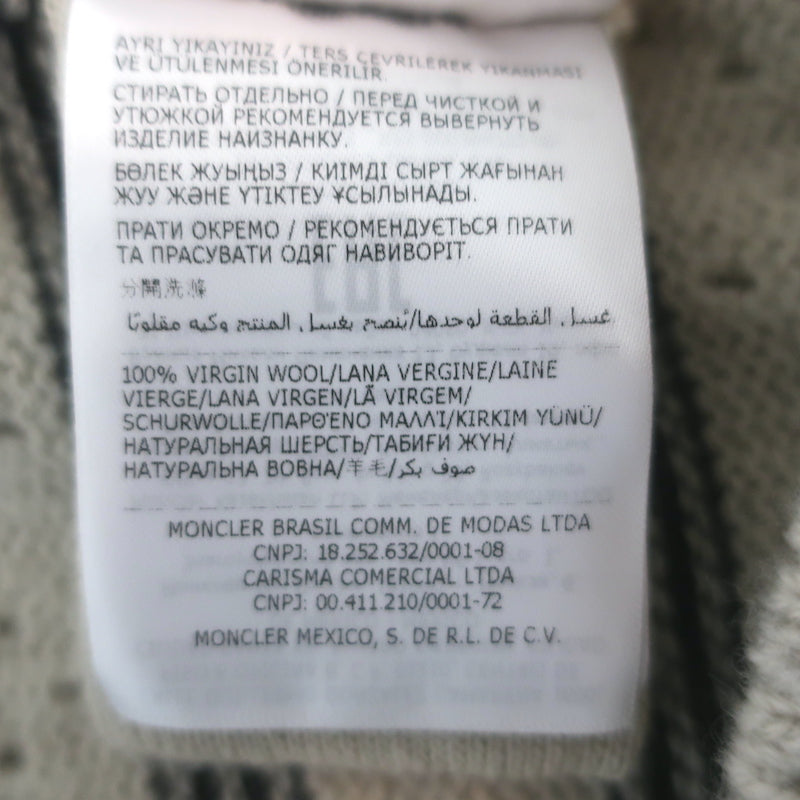 AYRI YIKAYINIZ / TERS ÇEVRİLEREK YIKANMASI
VE ÜTÜLENMESİ ÖNERİLİR.
СТИРАТЬ ОТДЕЛЬНО / ПЕРЕД ЧИСТКОЙ И
УТЮЖКОЙ РЕКОМЕНДУЕТСЯ ВЫВЕРНУТЬ
ИЗДЕЛИЕ НАИЗНАНКУ.
БӨЛЕК ЖУЫҢЫЗ / КИІМДІ СЫРТ ЖАҒЫНАН
ЖУУ ЖӘНЕ ҮТІКТЕУ ҰСЫЛЫНАДЫ.
ПРАТИ ОКРЕМО / РЕКОМЕНДУЄТЬСЯ ПРАТИ
ТА ПРАСУВАТИ ОДЯГ НАВИВОРІТ.
分開洗滌
غسل القطعة لوحدها/يُنصح بغسل المنتج وكيه مقلوبًا
100% VIRGIN WOOL/LANA VERGINE/LAINE
VIERGE/LANA VIRGEN/LÃ VIRGEM/
SCHURWOLLE/ΠΑΡΘΈΝΟ ΜΑΛΛΊ/KIRKIM YÜNÜ/
НАТУРАЛЬНАЯ ШЕРСТЬ/ТАБИҒИ ЖҮН/
НАТУРАЛЬНА ВОВНА/羊毛/صوف بكر
MONCLER BRASIL COMM. DE MODAS LTDA
CNPJ: 18.252.632/0001-08
CARISMA COMERCIAL LTDA
CNPJ: 00.411.210/0001-72
MONCLER MEXICO, S. DE R.L. DE C.V.